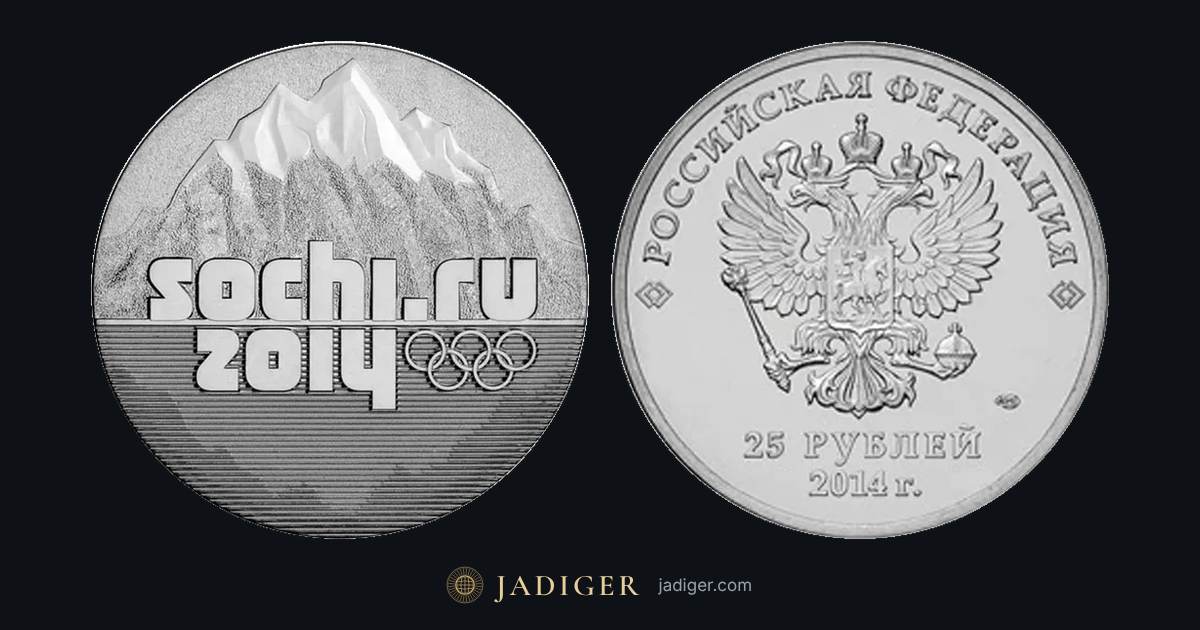 sochi.ru
2014
РОССИЙСКАЯ ФЕДЕРАЦИЯ
25 РУБЛЕЙ
2014 г.
JADIGER jadiger.com